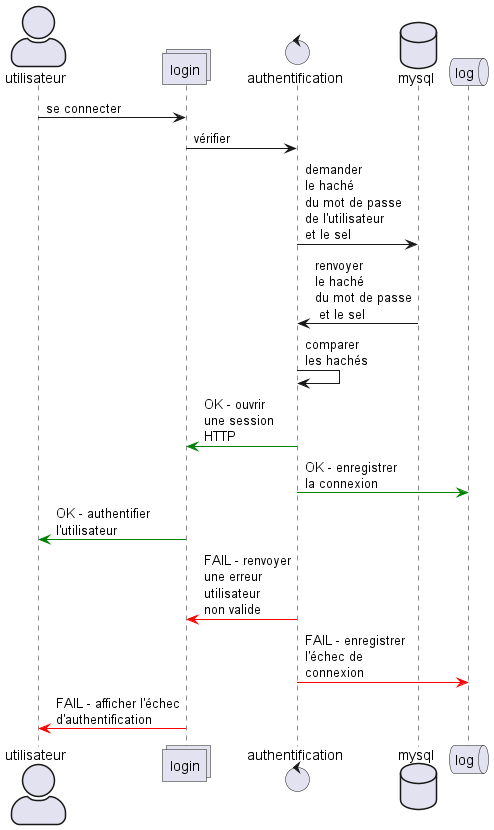 utilisateur
login
authentification
mysql
log
se connecter
vérifier
demander
le haché
du mot de passe
de l'utilisateur
et le sel
renvoyer
le haché
du mot de passe
et le sel
comparer
les hachés
OK - ouvrir
une session
HTTP
OK - enregistrer
la connexion
OK - authentifier
l'utilisateur
FAIL - renvoyer
une erreur
utilisateur
non valide
FAIL - enregistrer
l'échec de
connexion
FAIL - afficher l'échec
d'authentification
utilisateur
login
authentification
mysql
log